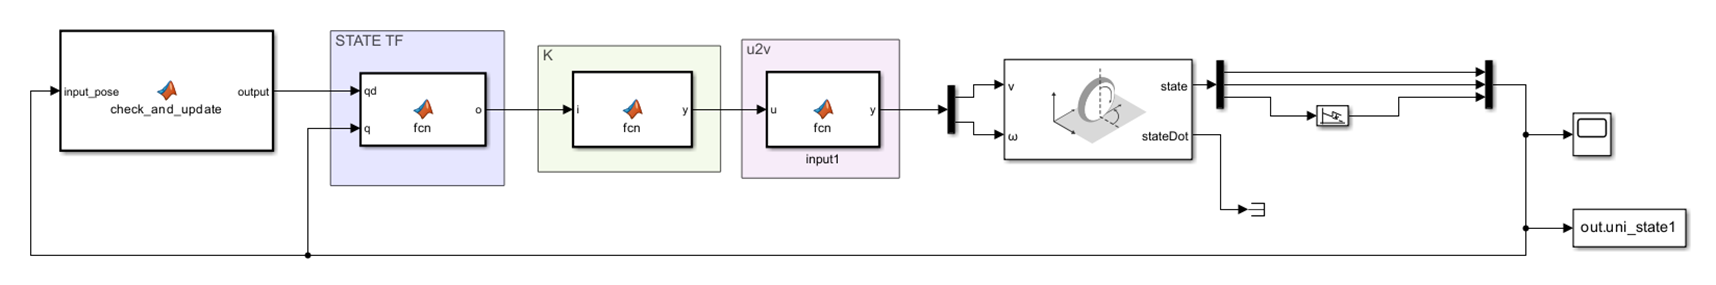 input_pose
check_and_update
output
STATE TF
qd
q
fcn
o
K
i
fcn
y
u2v
u
fcn
y
input1
v
ω
state
stateDot
out.uni_state1